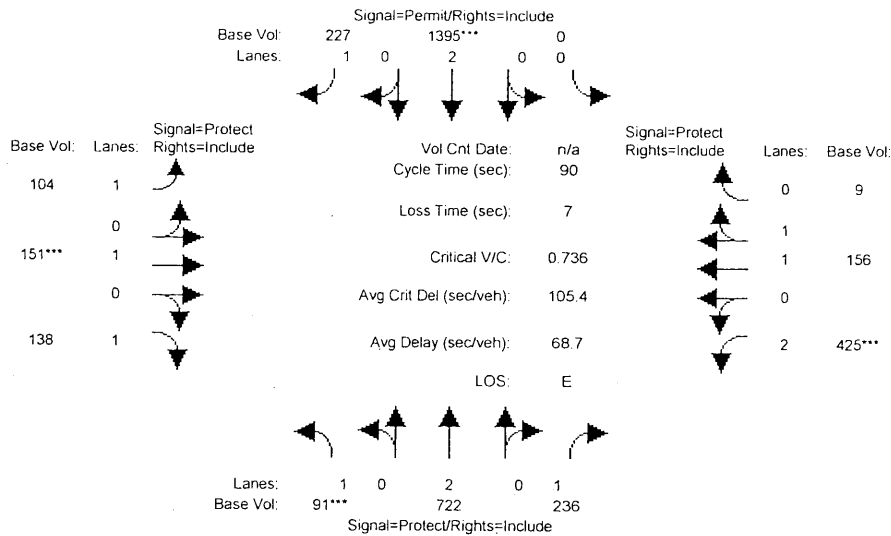 Signal=Permit/Rights=Include
Base Vol: 227 1395*** 0
Lanes: 1 0 2 0 0
Signal=Protect
Base Vol: Lanes: Rights=Include
Vol Cnt Date: n/a
Signal=Protect
Rights=Include Lanes: Base Vol:
Cycle Time (sec): 90
104 1
0 9
Loss Time (sec): 7
0
1
151*** 1
Critical V/C: 0.736
1 156
0
Avg Crit Del (sec/veh): 105.4
0
138 1
Avg Delay (sec/veh): 68.7
2 425***
LOS: E
Lanes: 1 0 2 0 1
Base Vol: 91*** 722 236
Signal=Protect/Rights=Include